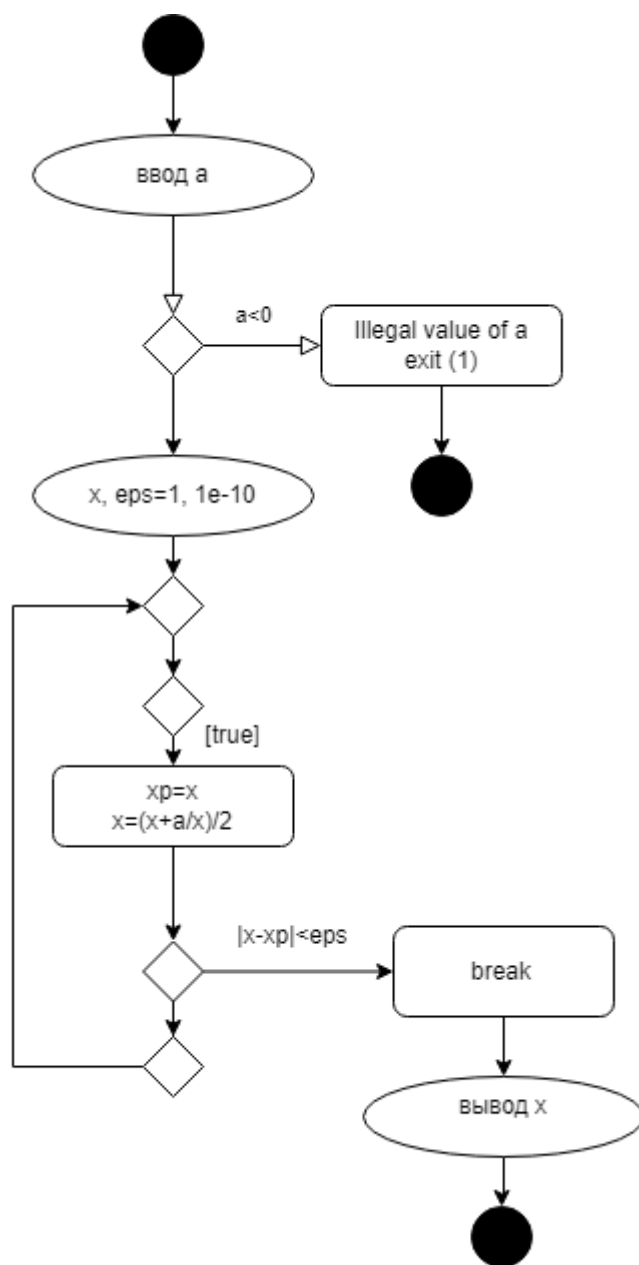 ввод a
a<0
Illegal value of a
exit (1)
x, eps=1, 1e-10
[true]
xp=x
x=(x+a/x)/2
|x-xp|<eps
break
вывод x